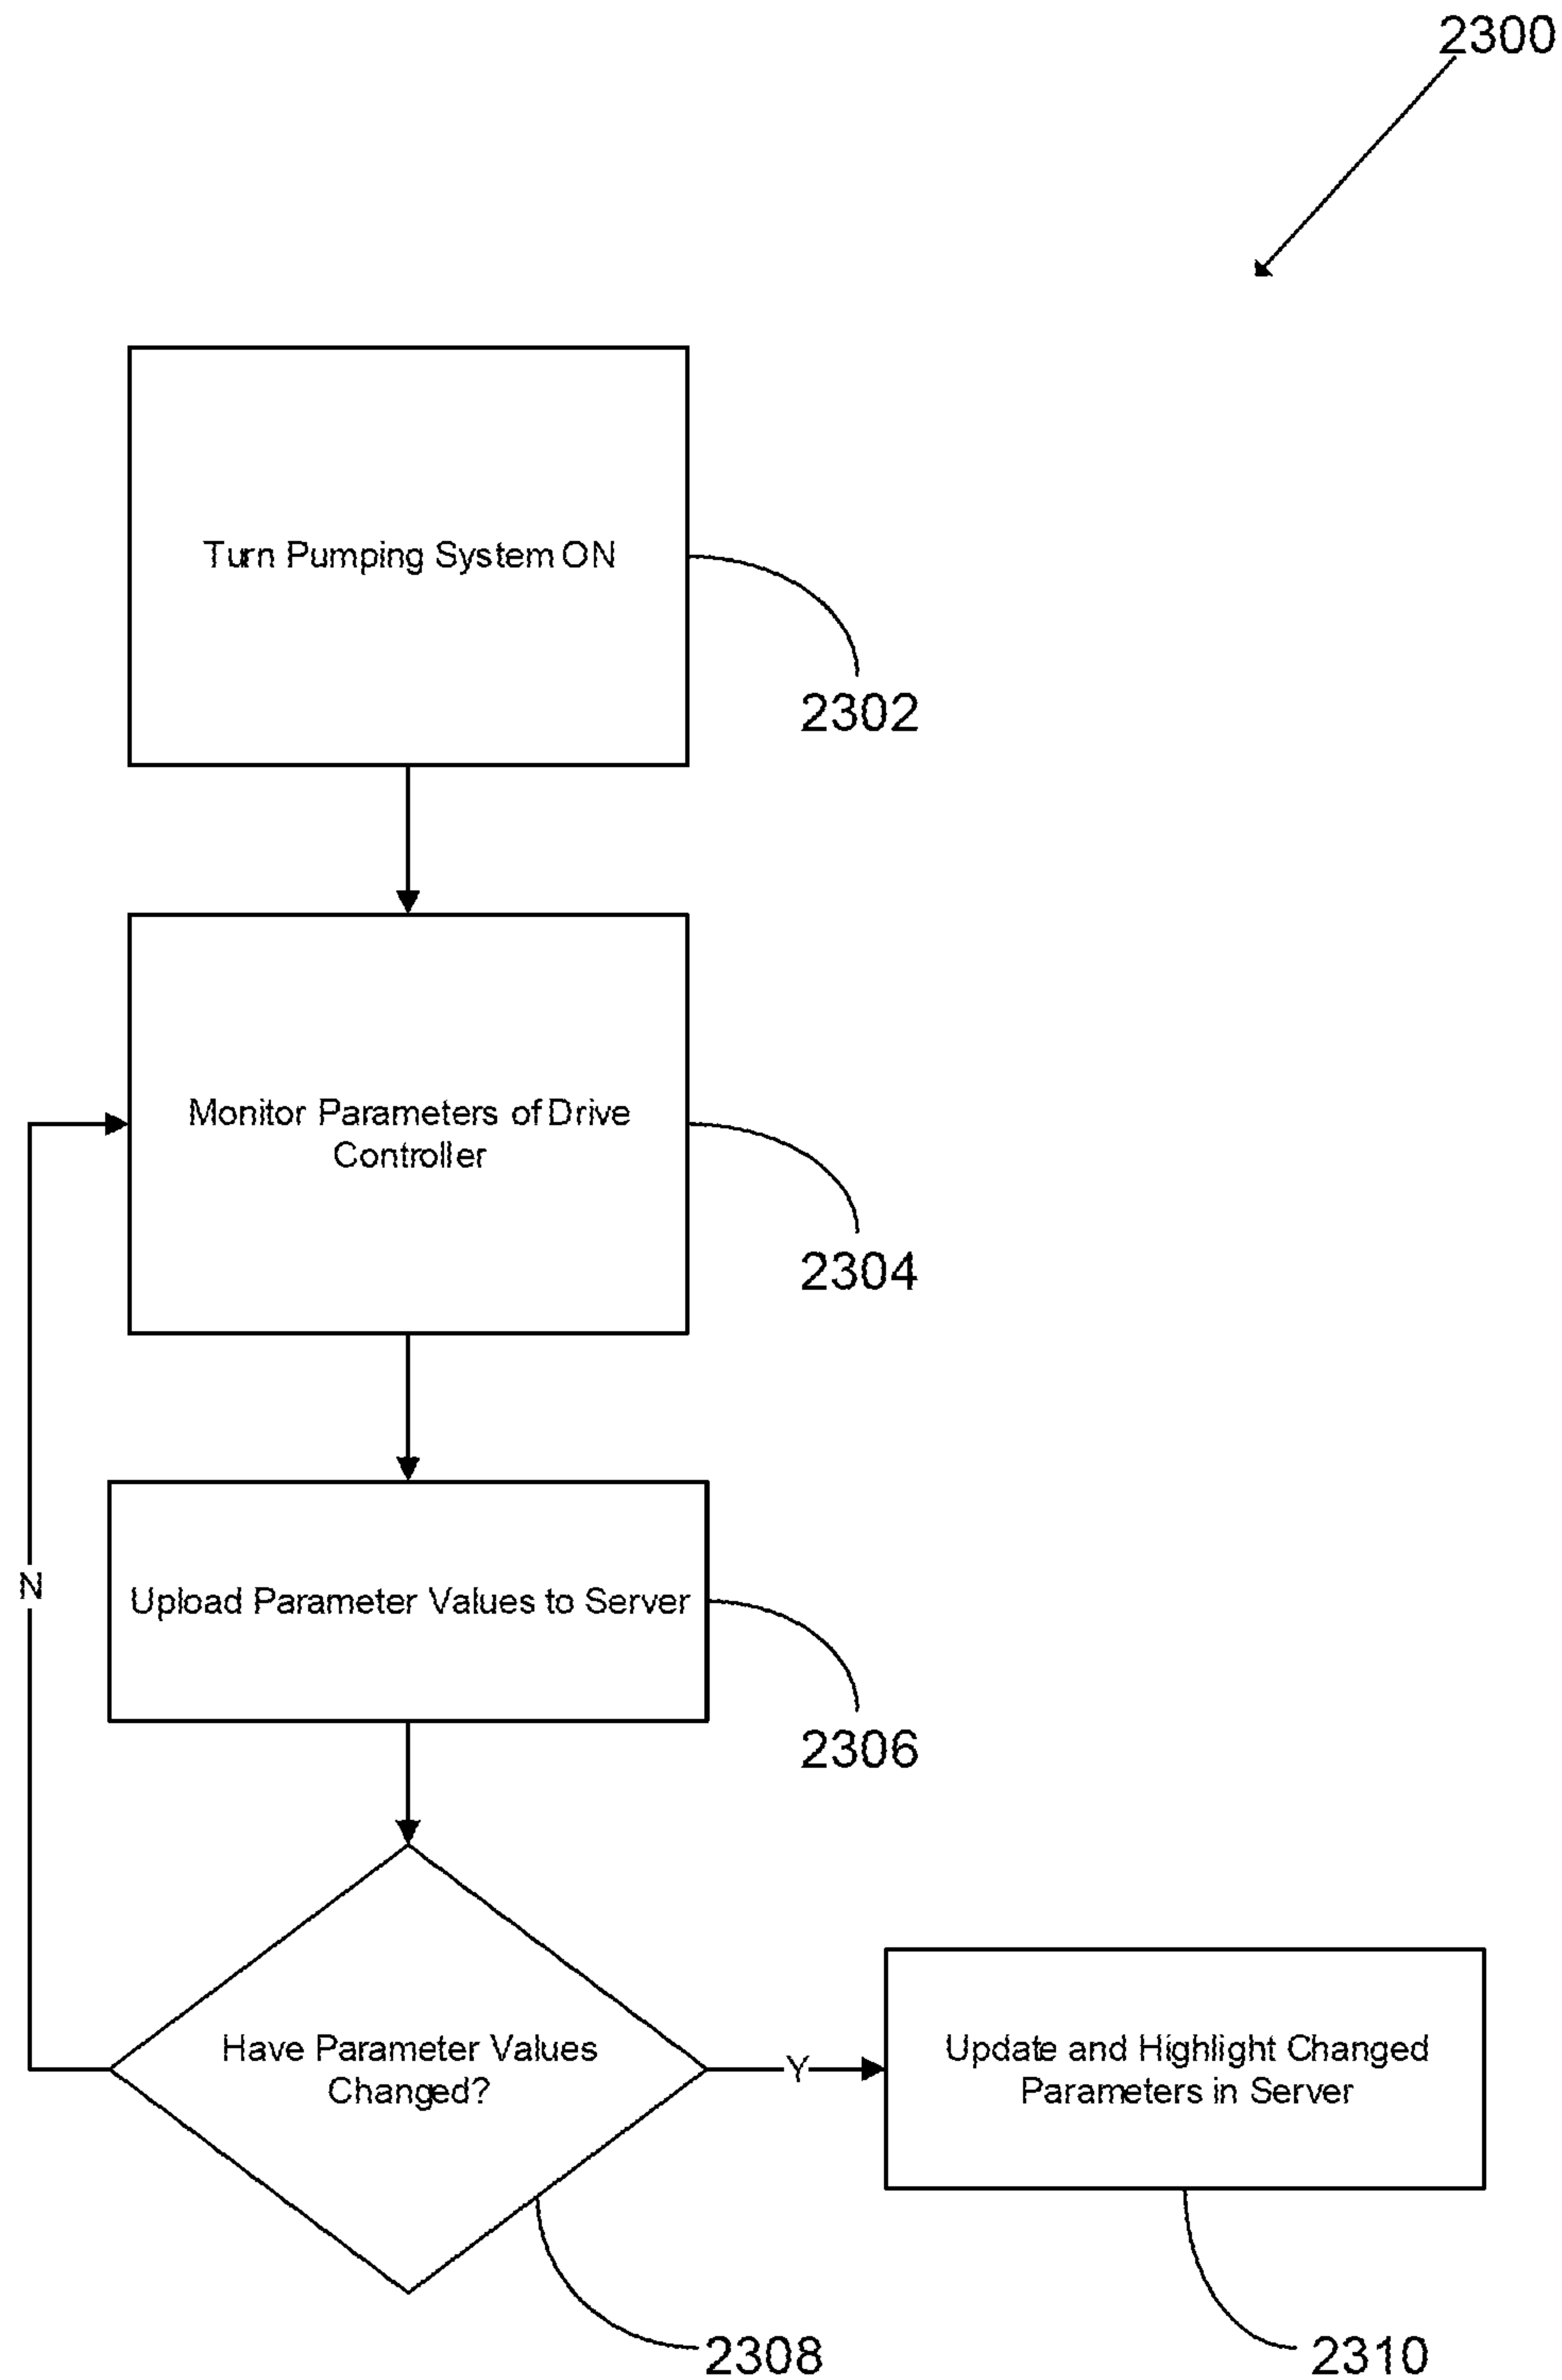 2300
Turn Pumping System ON
2302
Monitor Parameters of Drive
Controller
2304
N
Upload Parameter Values to Server
2306
Have Parameter Values
Changed?
Y
Update and Highlight Changed
Parameters in Server
2308
2310